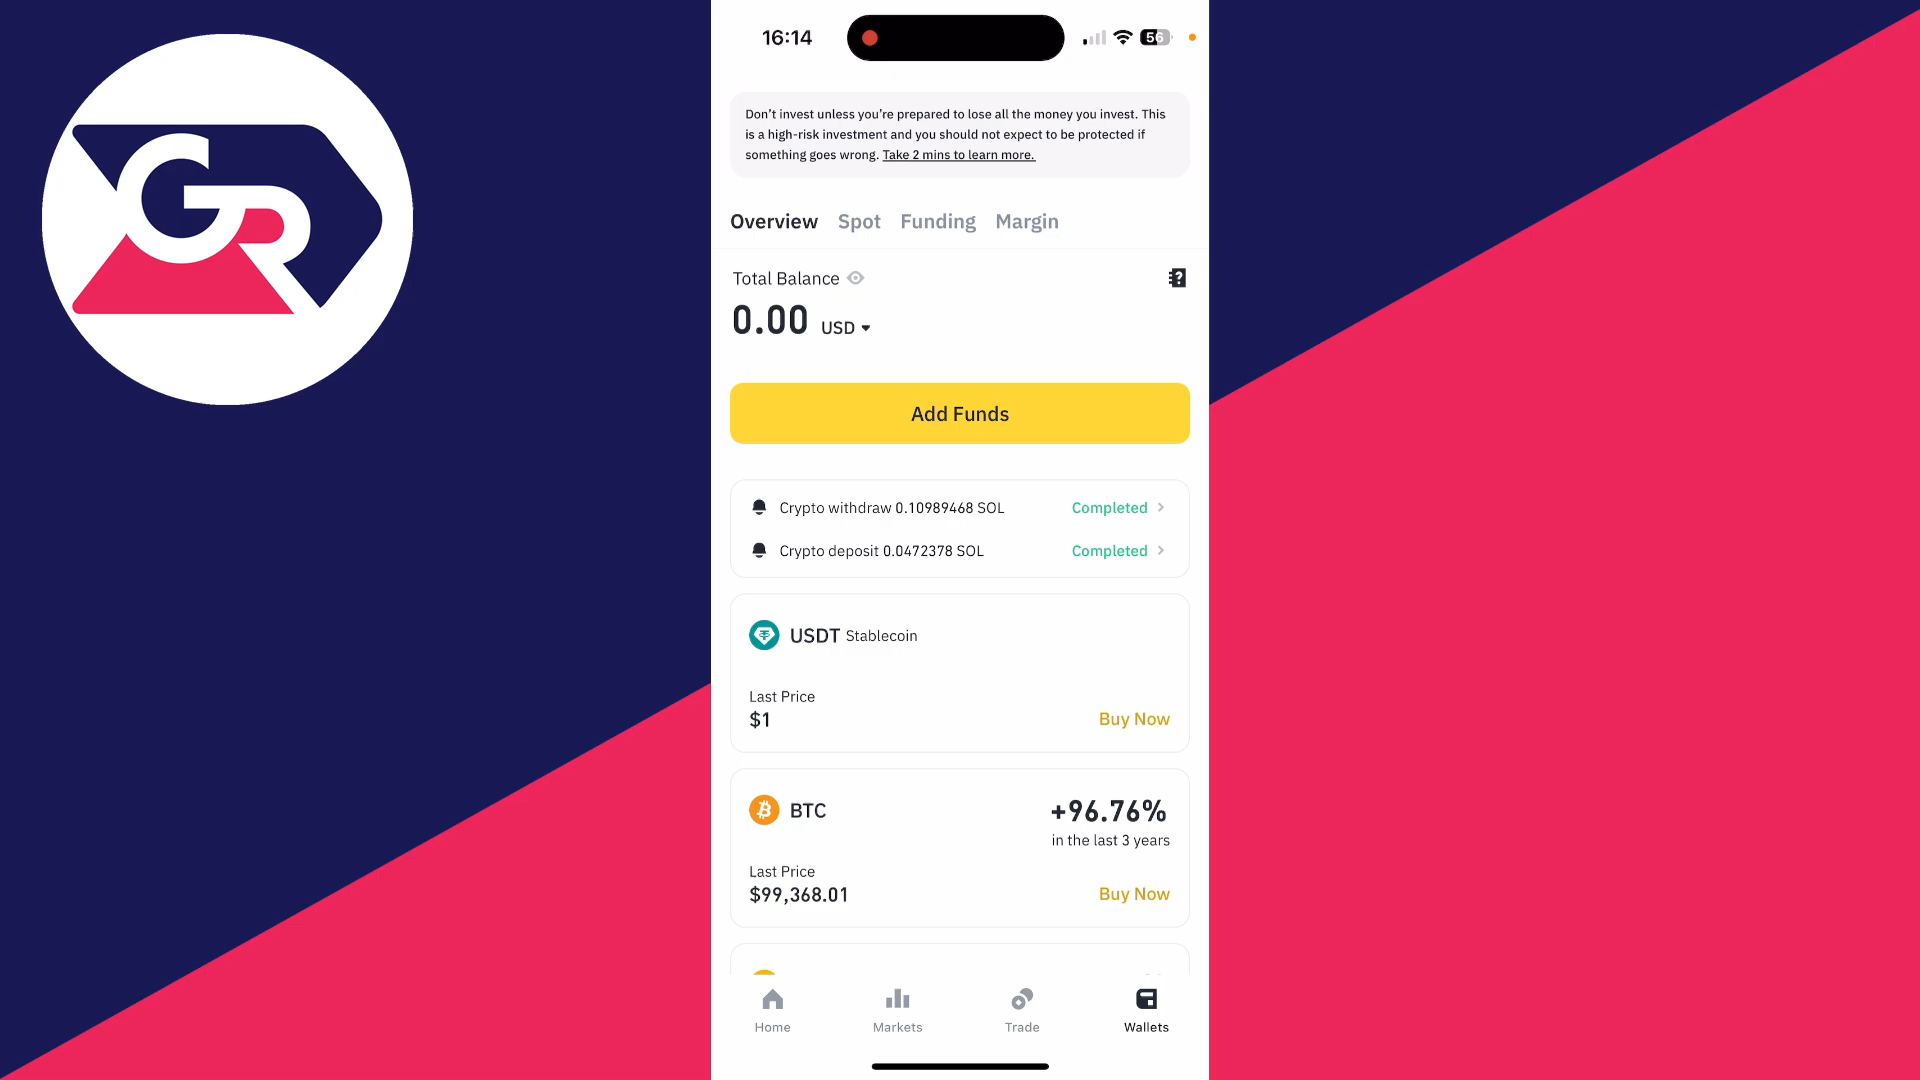 GR
16:14
56
Don't invest unless you're prepared to lose all the money you invest. This
is a high-risk investment and you should not expect to be protected if
something goes wrong. Take 2 mins to learn more.
Overview Spot Funding Margin
Total Balance
0.00 USD
Add Funds
Crypto withdraw 0.10989468 SOL Completed
Crypto deposit 0.0472378 SOL Completed
USDT Stablecoin
Last Price
$1 Buy Now
BTC +96.76%
in the last 3 years
Last Price
$99,368.01 Buy Now
Home Markets Trade Wallets